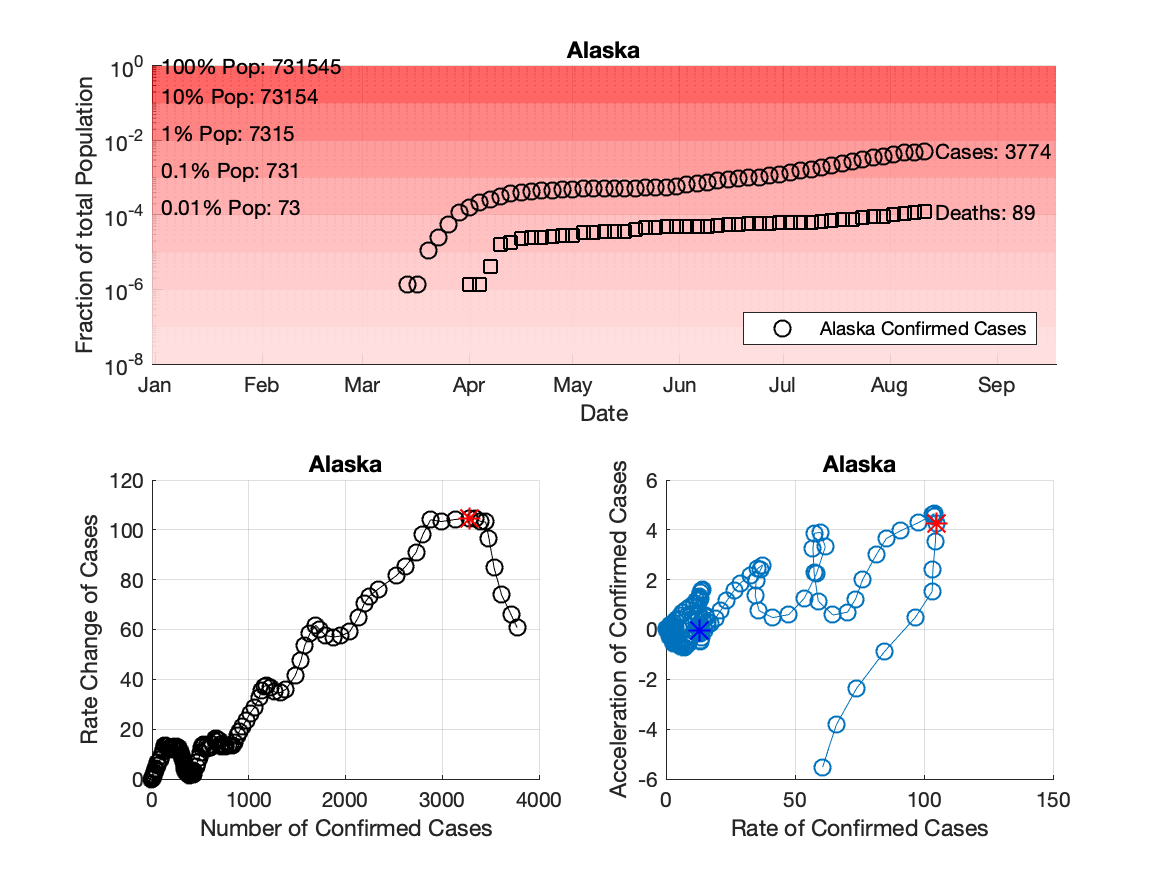 Alaska
Fraction of total Population
10^0
10^-2
10^-4
10^-6
10^-8
100% Pop: 731545
10% Pop: 73154
1% Pop: 7315
0.1% Pop: 731
0.01% Pop: 73
Cases: 3774
Deaths: 89
Alaska Confirmed Cases
Jan Feb Mar Apr May Jun Jul Aug Sep
Date
Alaska
Rate Change of Cases
120
100
80
60
40
20
0
0 1000 2000 3000 4000
Number of Confirmed Cases
Alaska
Acceleration of Confirmed Cases
6
4
2
0
-2
-4
-6
0 50 100 150
Rate of Confirmed Cases